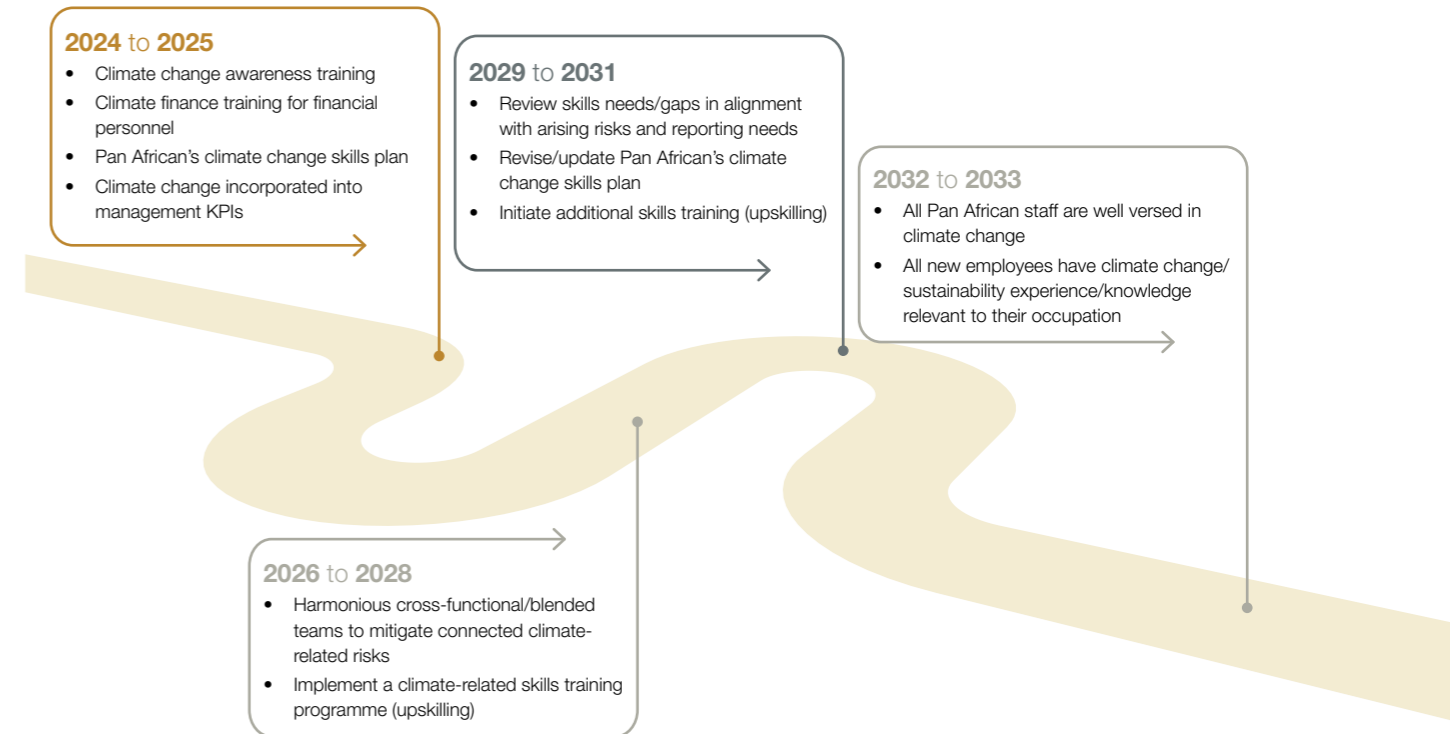 2024 to 2025
• Climate change awareness training
• Climate finance training for financial
personnel
• Pan African's climate change skills plan
• Climate change incorporated into
management KPIs
2029 to 2031
• Review skills needs/gaps in alignment
with arising risks and reporting needs
• Revise/update Pan African's climate
change skills plan
• Initiate additional skills training (upskilling)
2032 to 2033
• All Pan African staff are well versed in
climate change
• All new employees have climate change/
sustainability experience/knowledge
relevant to their occupation
2026 to 2028
• Harmonious cross-functional/blended
teams to mitigate connected climate-
related risks
• Implement a climate-related skills training
programme (upskilling)